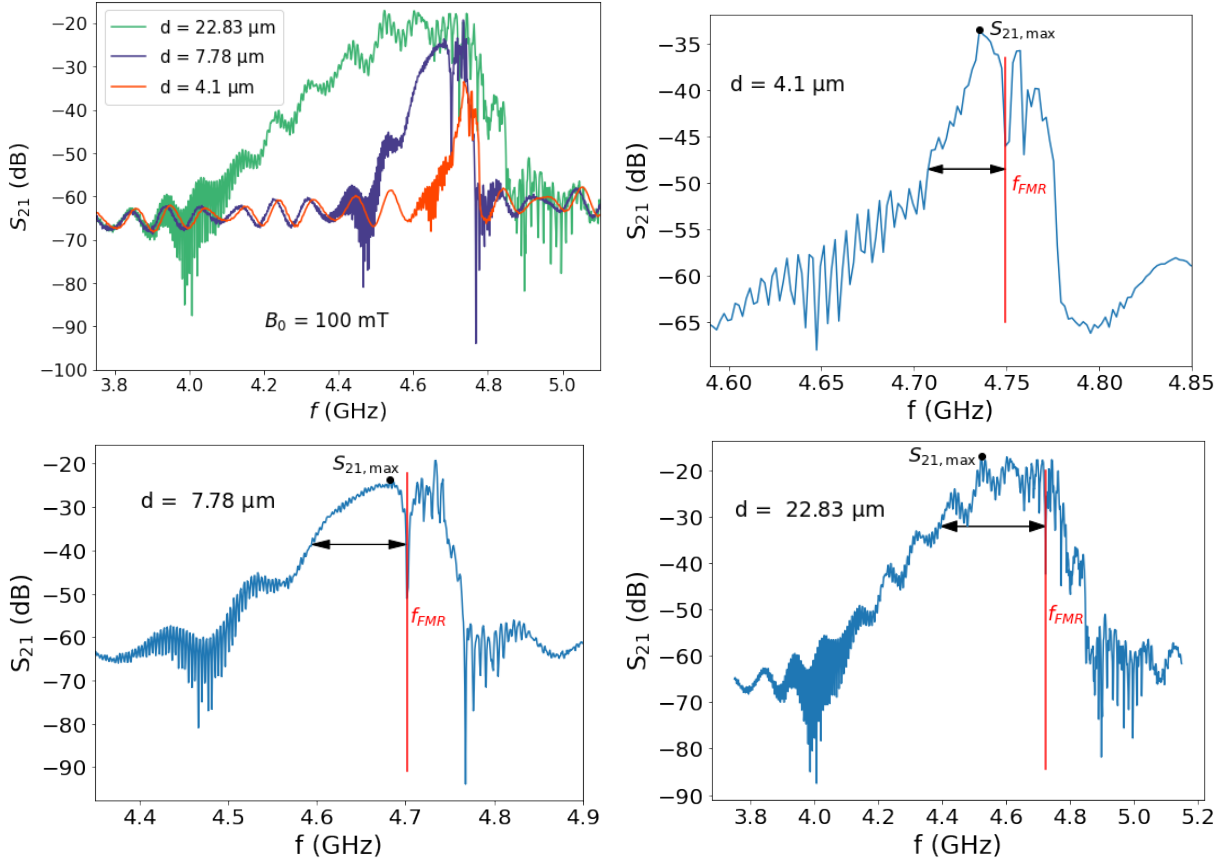 d = 22.83 μm
d = 7.78 μm
d = 4.1 μm
B0 = 100 mT
S21 (dB)
−20
−30
−40
−50
−60
−70
−80
−90
−100
3.8 4.0 4.2 4.4 4.6 4.8 5.0
f (GHz)
S21,max
d = 4.1 μm
fFMR
S21 (dB)
−35
−40
−45
−50
−55
−60
−65
4.60 4.65 4.70 4.75 4.80 4.85
f (GHz)
S21,max
d = 7.78 μm
fFMR
S21 (dB)
−20
−30
−40
−50
−60
−70
−80
−90
4.4 4.5 4.6 4.7 4.8 4.9
f (GHz)
S21,max
d = 22.83 μm
fFMR
S21 (dB)
−20
−30
−40
−50
−60
−70
−80
−90
3.8 4.0 4.2 4.4 4.6 4.8 5.0 5.2
f (GHz)